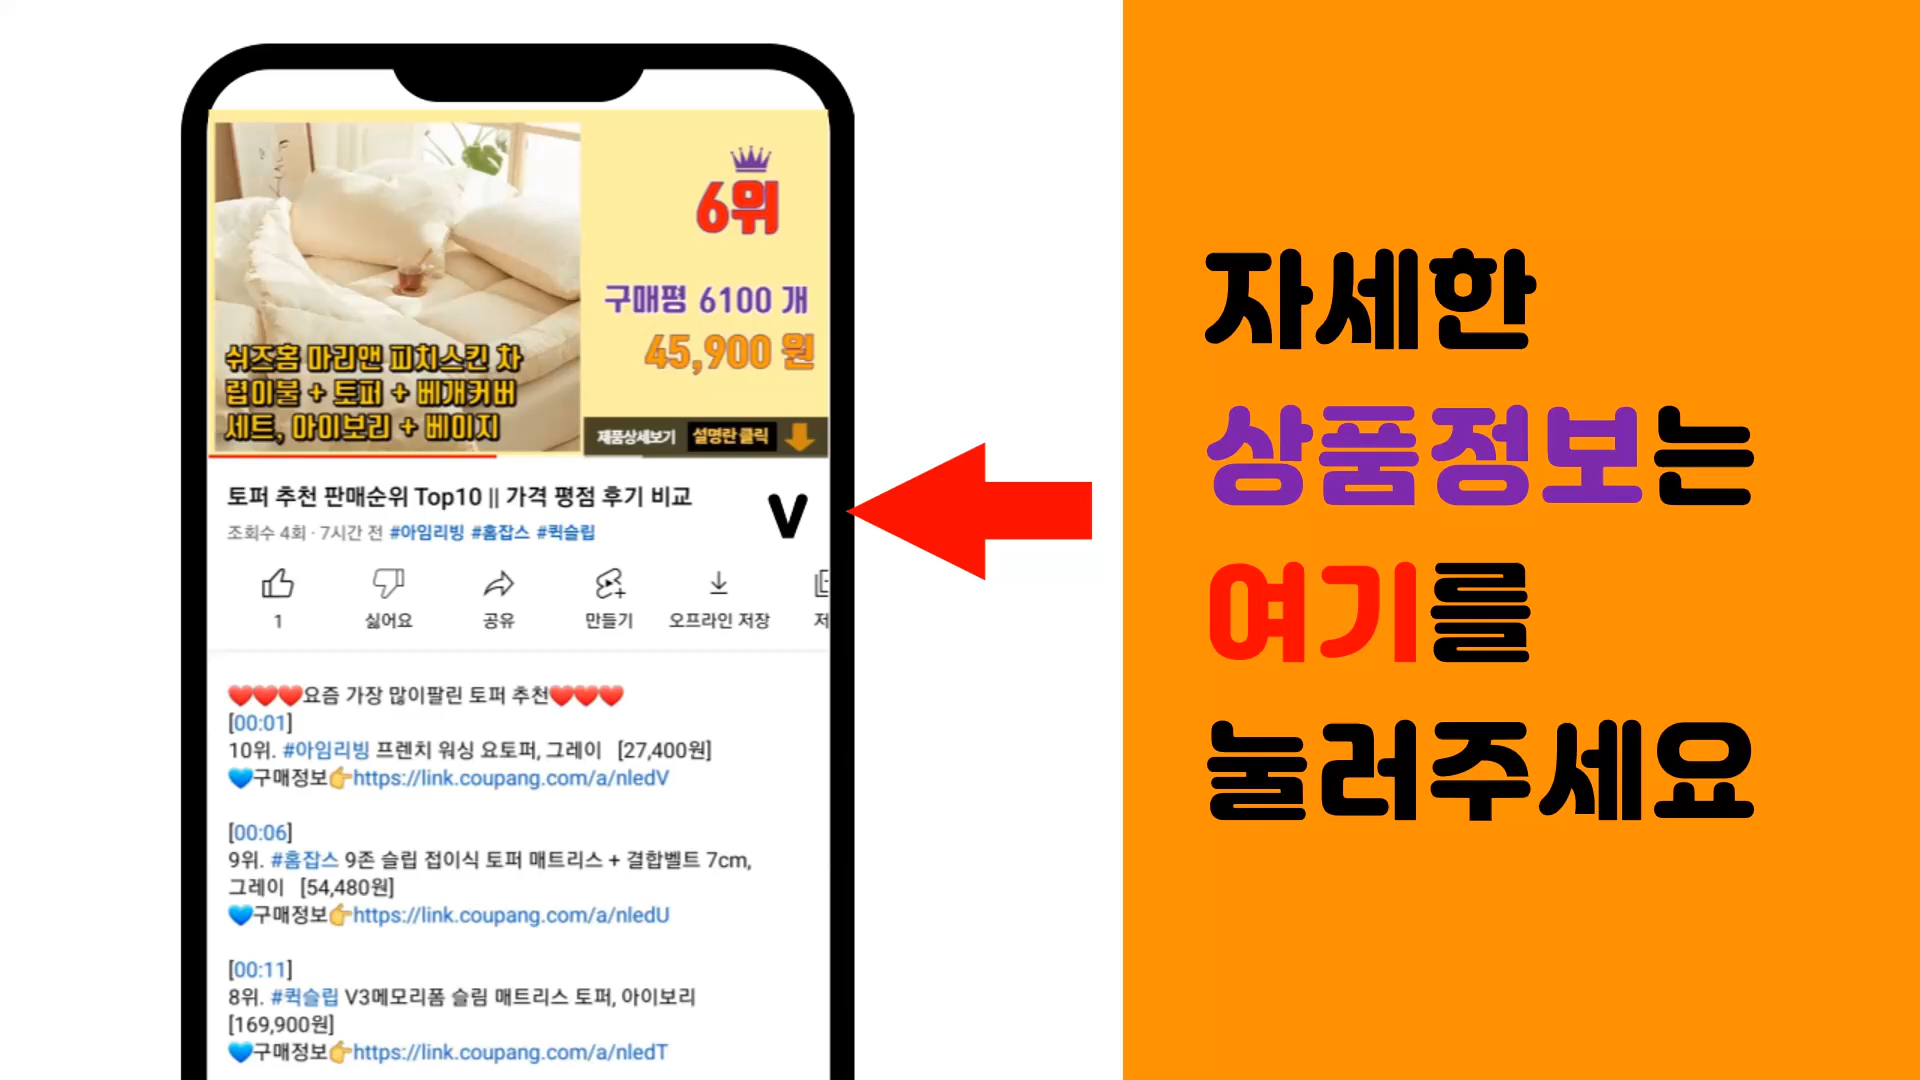 6위
구매평 6100 개
45,900 원
쉬즈홈 마리앤 피치스킨 차
렵이불 + 토퍼 + 베개커버
세트, 아이보리 + 베이지
제품상세보기 설명란 클릭
토퍼 추천 판매순위 Top10 || 가격 평점 후기 비교
V
조회수 4회 · 7시간 전 #아임리빙 #홈잡스 #퀵슬립
1 싫어요 공유 만들기 오프라인 저장 저
❤️❤️❤️요즘 가장 많이팔린 토퍼 추천❤️❤️❤️
[00:01]
10위. #아임리빙 프렌치 워싱 요토퍼, 그레이 [27,400원]
💙구매정보👉https://link.coupang.com/a/nledV
[00:06]
9위. #홈잡스 9존 슬립 접이식 토퍼 매트리스 + 결합벨트 7cm,
그레이 [54,480원]
💙구매정보👉https://link.coupang.com/a/nledU
[00:11]
8위. #퀵슬립 V3메모리폼 슬림 매트리스 토퍼, 아이보리
[169,900원]
💙구매정보👉https://link.coupang.com/a/nledT
자세한
상품정보는
여기를
눌러주세요